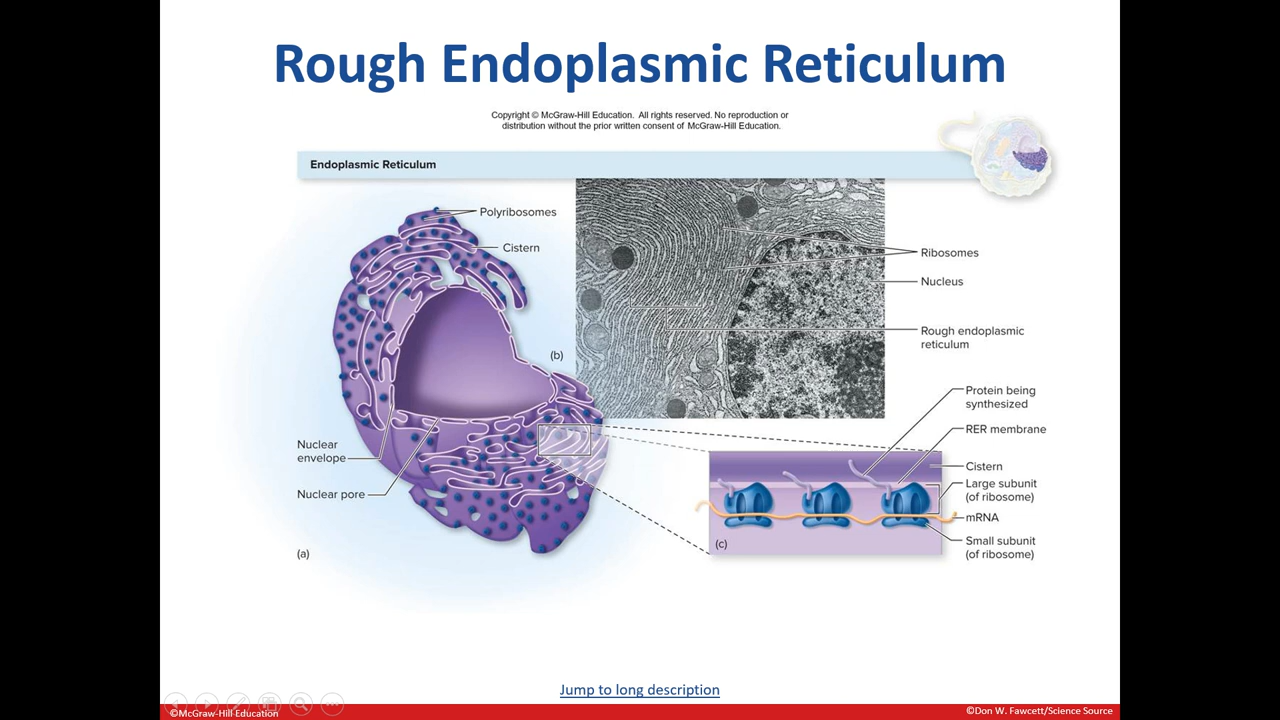 Rough Endoplasmic Reticulum
Copyright © McGraw-Hill Education. All rights reserved. No reproduction or
distribution without the prior written consent of McGraw-Hill Education.
Endoplasmic Reticulum
Polyribosomes
Cistern
(b)
Nuclear
envelope
Nuclear pore
(a)
Ribosomes
Nucleus
Rough endoplasmic
reticulum
Protein being
synthesized
RER membrane
Cistern
Large subunit
(of ribosome)
mRNA
Small subunit
(of ribosome)
(c)
Jump to long description
©McGraw-Hill Education
©Don W. Fawcett/Science Source